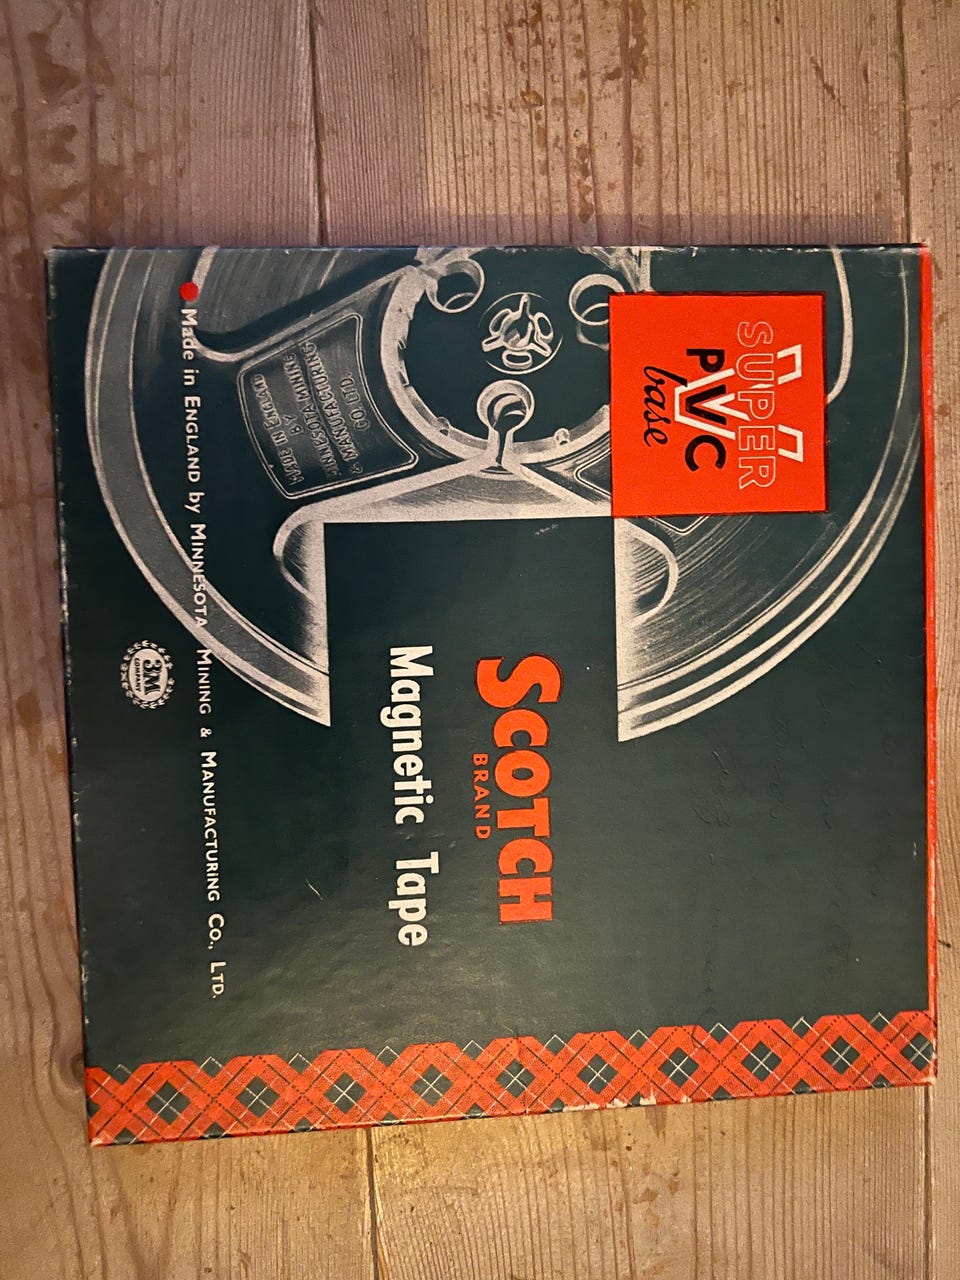 SUPER
PVC
base
SCOTCH
BRAND
Magnetic Tape
MADE IN ENGLAND
BY
MINNESOTA MINING
& MANUFACTURING
CO. LTD.
Made in ENGLAND by MINNESOTA MINING & MANUFACTURING CO., LTD.
3M
COMPANY